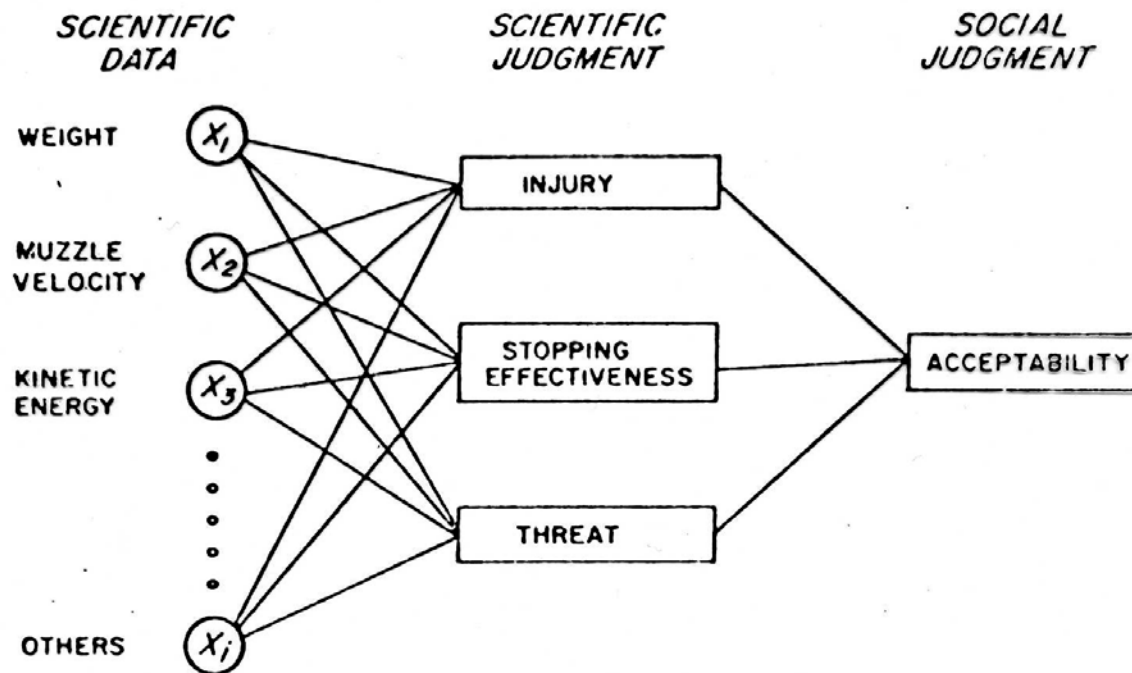 SCIENTIFIC
DATA
SCIENTIFIC
JUDGMENT
SOCIAL
JUDGMENT
WEIGHT
X1
INJURY
MUZZLE
VELOCITY
X2
STOPPING
EFFECTIVENESS
ACCEPTABILITY
KINETIC
ENERGY
X3
THREAT
OTHERS
Xi